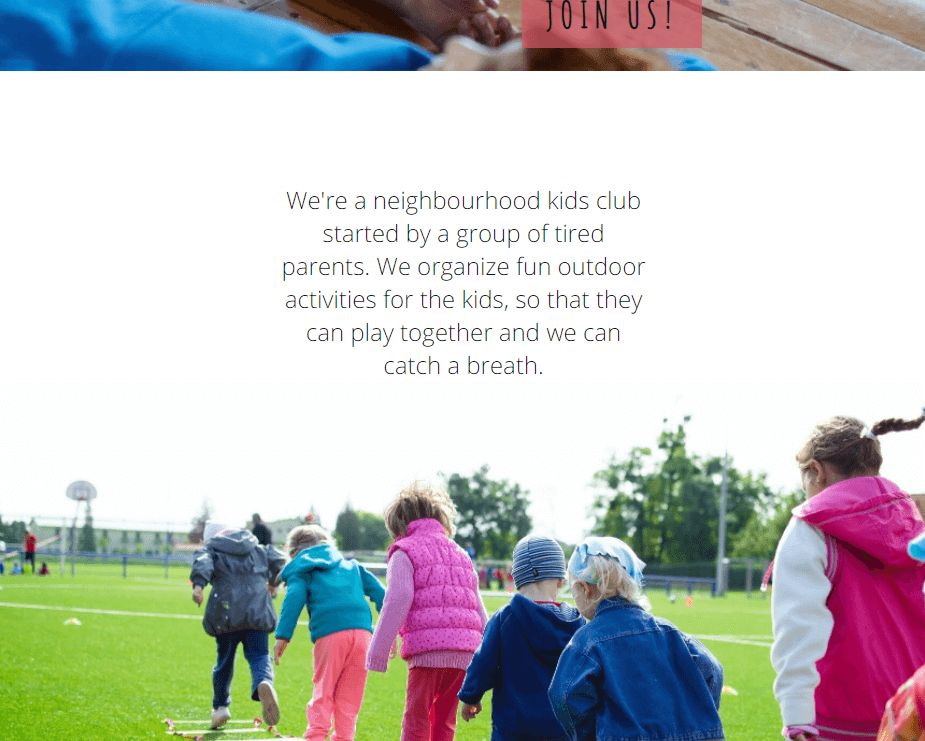 JOIN US!
We're a neighbourhood kids club
started by a group of tired
parents. We organize fun outdoor
activities for the kids, so that they
can play together and we can
catch a breath.